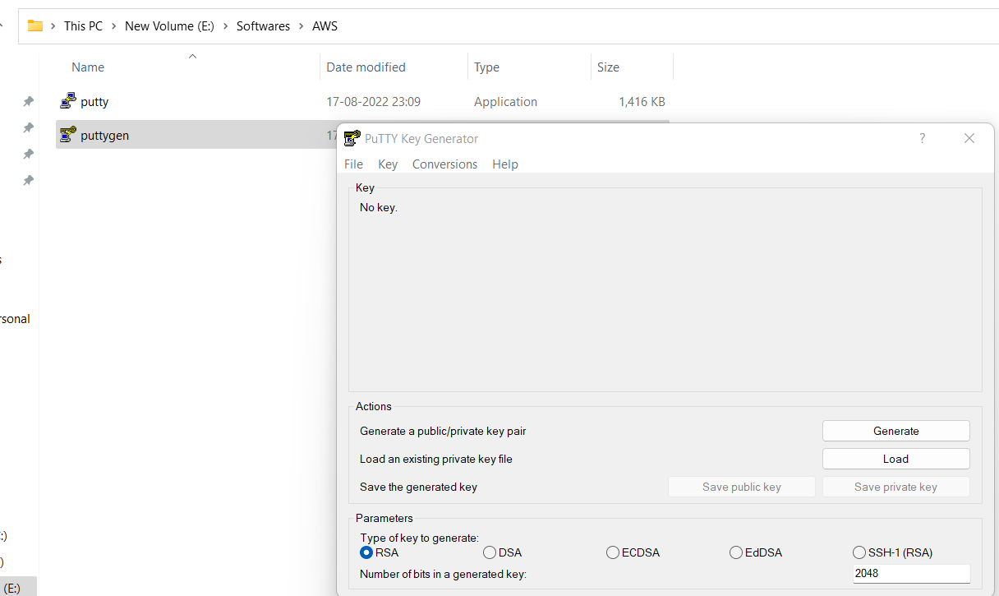 This PC > New Volume (E:) > Softwares > AWS
Name Date modified Type Size
putty 17-08-2022 23:09 Application 1,416 KB
puttygen 17
PuTTY Key Generator ?
File Key Conversions Help
Key
No key.
rsonal
Actions
Generate a public/private key pair Generate
Load an existing private key file Load
Save the generated key Save public key Save private key
Parameters
Type of key to generate:
RSA DSA ECDSA EdDSA SSH-1 (RSA)
Number of bits in a generated key: 2048
:)
)
(E:)